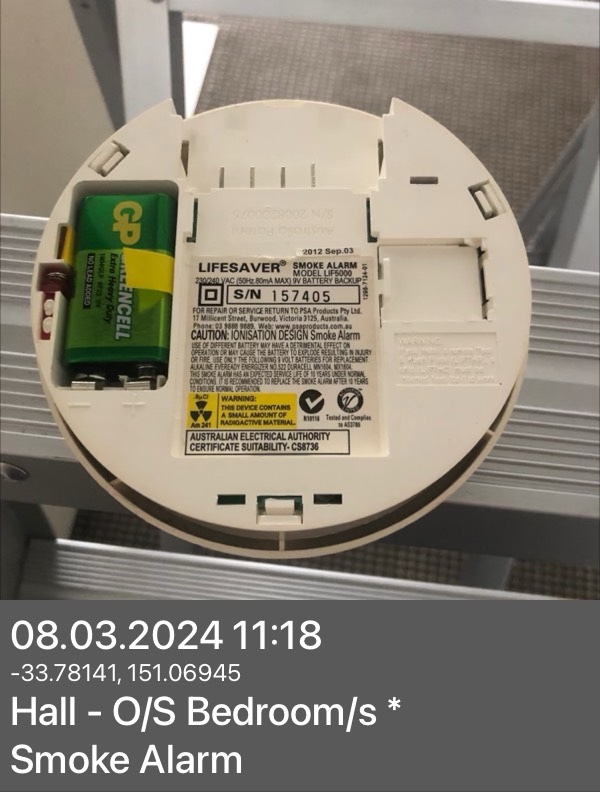 S/N 2008200075
2012 Sep.03
LIFESAVER® SMOKE ALARM
MODEL LIF5000
230/240 VAC (50Hz 80mA MAX) 9V BATTERY BACKUP
S/N 157405
FOR REPAIR OR SERVICE RETURN TO PSA Products Pty Ltd.
17 Millicent Street, Burwood, Victoria 3125, Australia.
Phone: 03 9888 9889, Web: www.psaproducts.com.au
CAUTION: IONISATION DESIGN Smoke Alarm
USE OF DIFFERENT BATTERY MAY HAVE A DETRIMENTAL EFFECT ON
OPERATION OR MAY CAUSE THE BATTERY TO EXPLODE RESULTING IN INJURY
OR FIRE. USE ONLY THE FOLLOWING 9 VOLT BATTERIES FOR REPLACEMENT
ALKALINE EVEREADY ENERGIZER NO.522 DURACELL MN1604, MX1604.
THIS SMOKE ALARM HAS AN EXPECTED SERVICE LIFE OF 10 YEARS UNDER NORMAL
CONDITIONS. IT IS RECOMMENDED TO REPLACE THE SMOKE ALARM AFTER 10 YEARS
TO ENSURE NORMAL OPERATION.
Am 241
WARNING:
THIS DEVICE CONTAINS
A SMALL AMOUNT OF
RADIOACTIVE MATERIAL.
N10118
Tested and Complies
to AS3786
AUSTRALIAN ELECTRICAL AUTHORITY
CERTIFICATE SUITABILITY- CS8736
GP
Extra Heavy Duty
NO LEAD ADDED
08.03.2024 11:18
-33.78141, 151.06945
Hall - O/S Bedroom/s *
Smoke Alarm